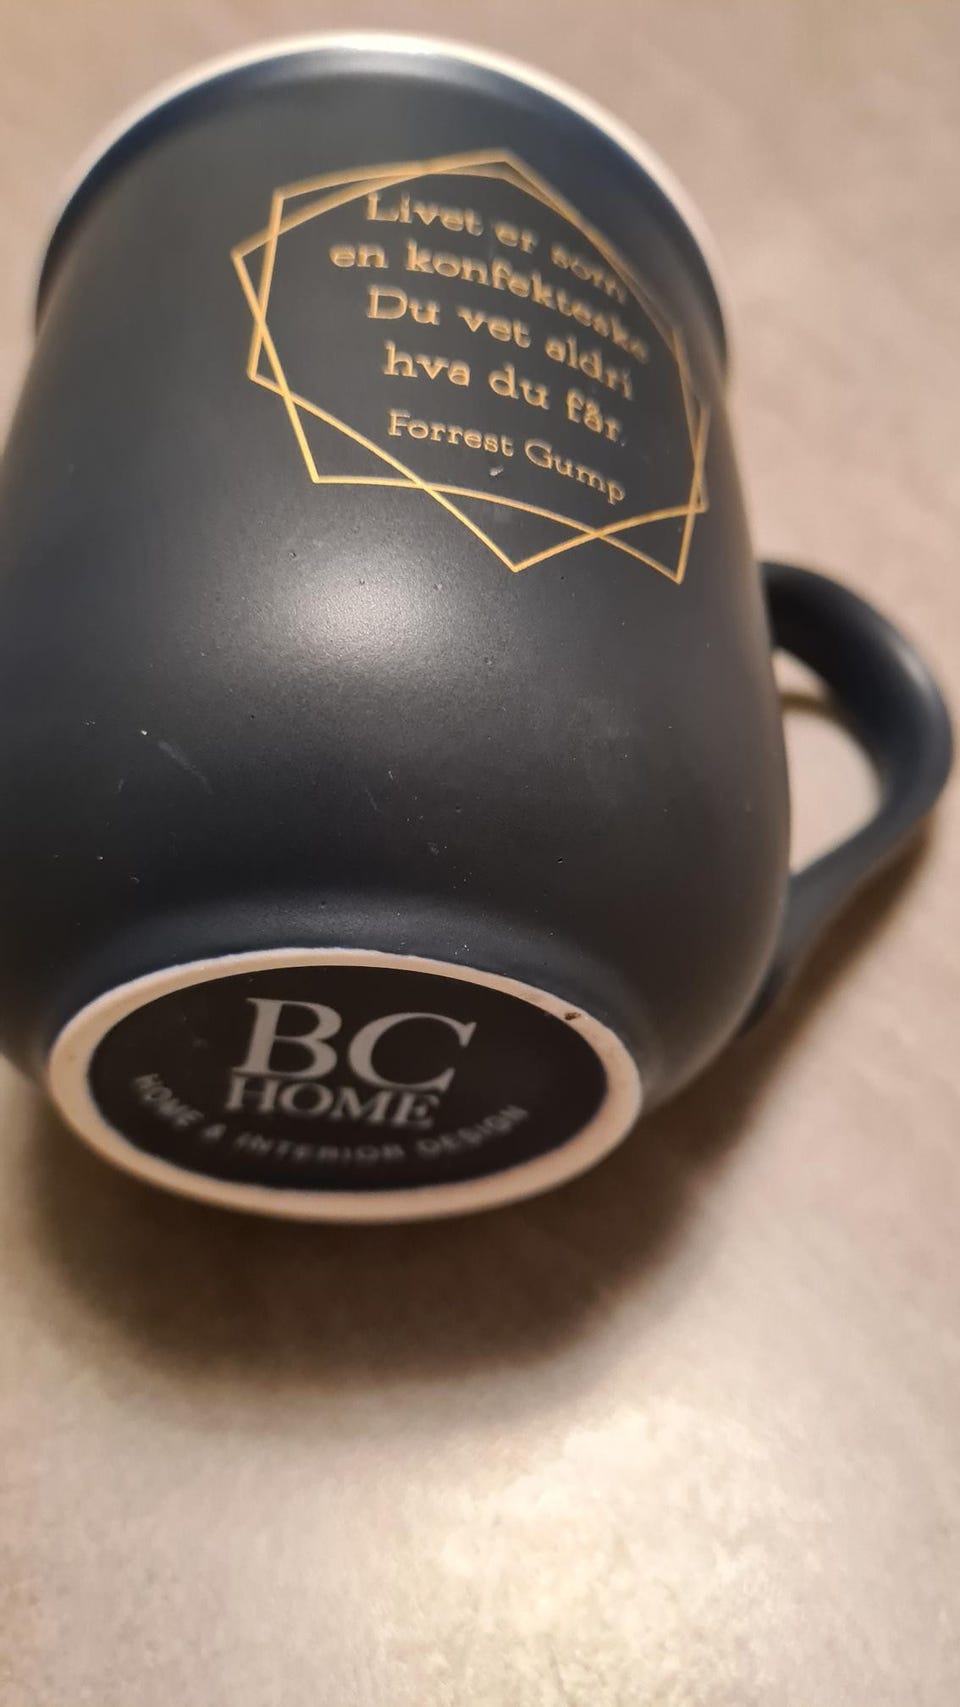 Livet er som
en konfekteske
Du vet aldri
hva du får.
Forrest Gump
BC
HOME
HOME & INTERIOR DESIGN